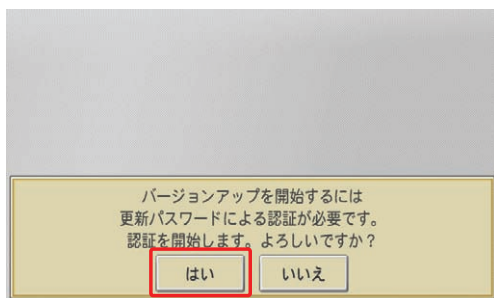 バージョンアップを開始するには
更新パスワードによる認証が必要です。
認証を開始します。よろしいですか？
はい
いいえ